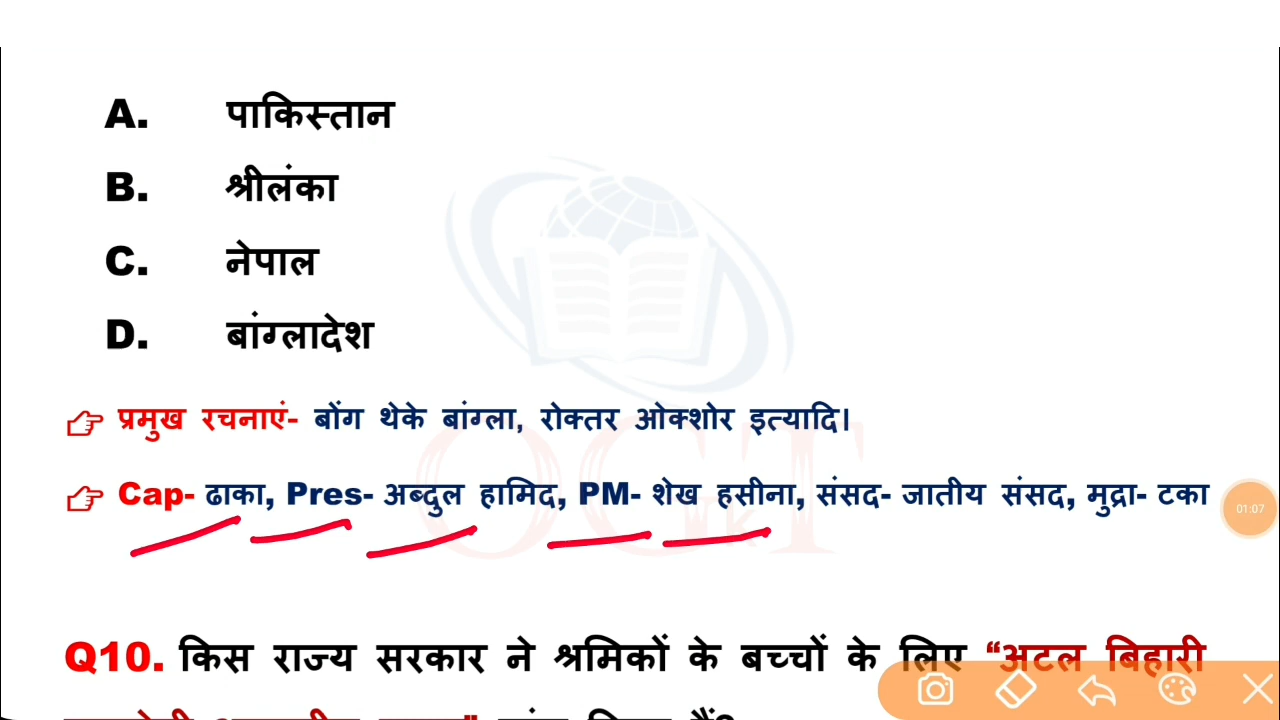 A. पाकिस्तान
B. श्रीलंका
C. नेपाल
D. बांग्लादेश
प्रमुख रचनाएं- बोंग थेके बांग्ला, रोक्तर ओक्शोर इत्यादि।
Cap- ढाका, Pres- अब्दुल हामिद, PM- शेख हसीना, संसद- जातीय संसद, मुद्रा- टका
01:07
OGT
Q10. किस राज्य सरकार ने श्रमिकों के बच्चों के लिए “अटल बिहारी